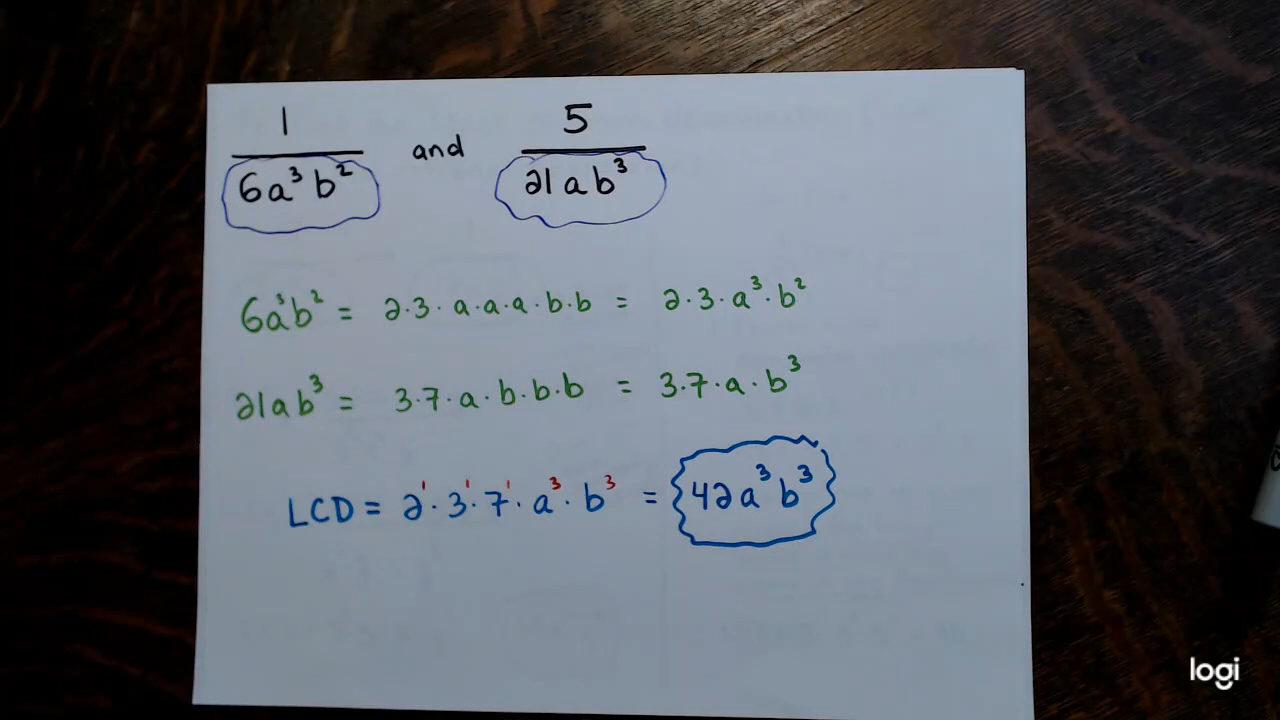 1/(6a³b²) and 5/(21ab³)
6a³b² = 2·3·a·a·a·b·b = 2·3·a³·b²
21ab³ = 3·7·a·b·b·b = 3·7·a·b³
LCD = 2¹·3¹·7¹·a³·b³ = 42a³b³
logi